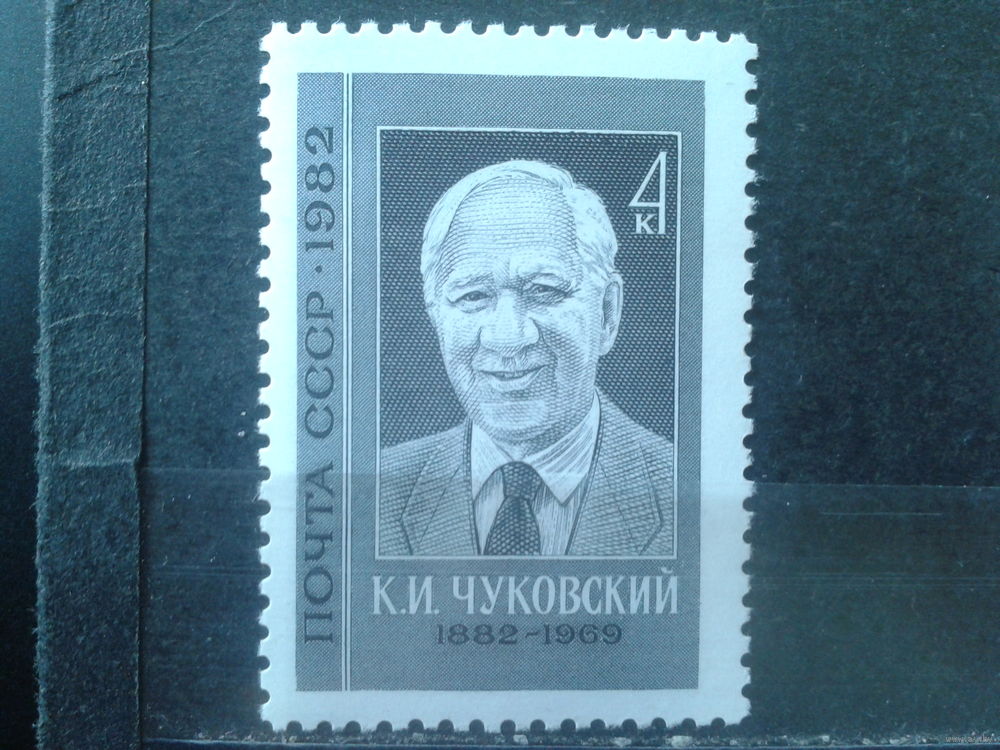 ПОЧТА СССР · 1982
4
К
К.И. ЧУКОВСКИЙ
1882-1969